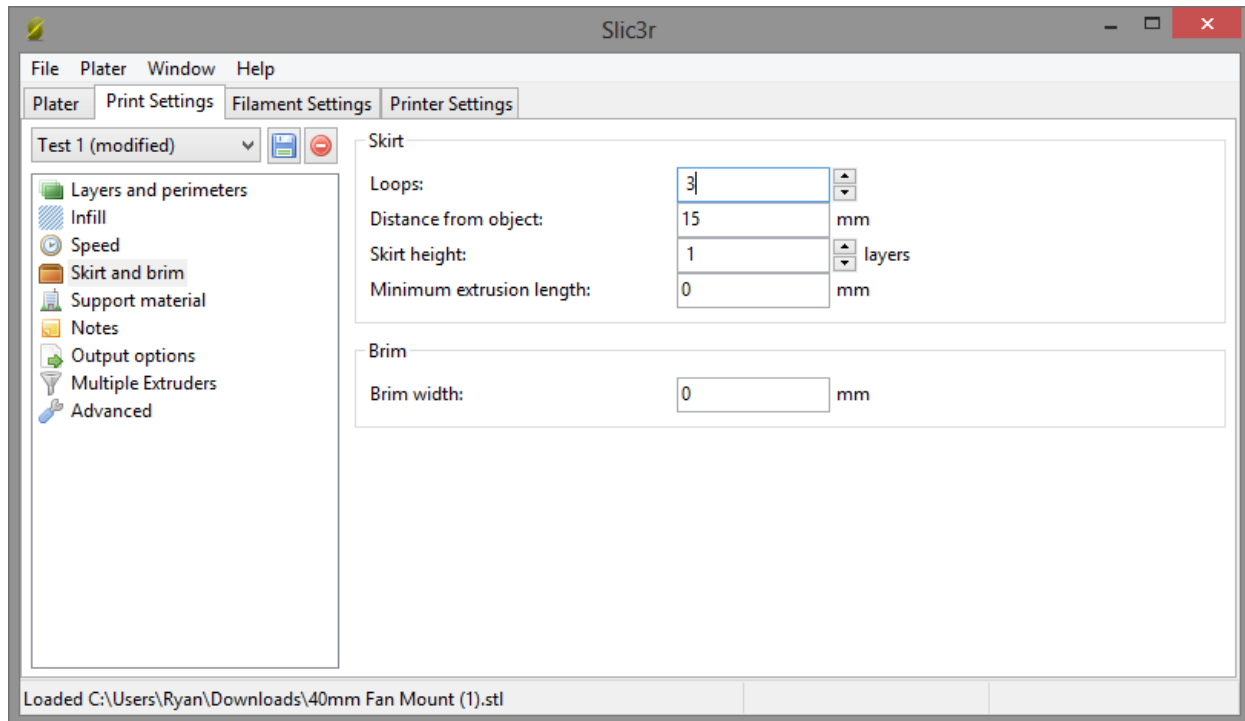 Slic3r
File Plater Window Help
Plater Print Settings Filament Settings Printer Settings
Test 1 (modified)
Layers and perimeters
Infill
Speed
Skirt and brim
Support material
Notes
Output options
Multiple Extruders
Advanced
Skirt
Loops: 3
Distance from object: 15 mm
Skirt height: 1 layers
Minimum extrusion length: 0 mm
Brim
Brim width: 0 mm
Loaded C:\Users\Ryan\Downloads\40mm Fan Mount (1).stl